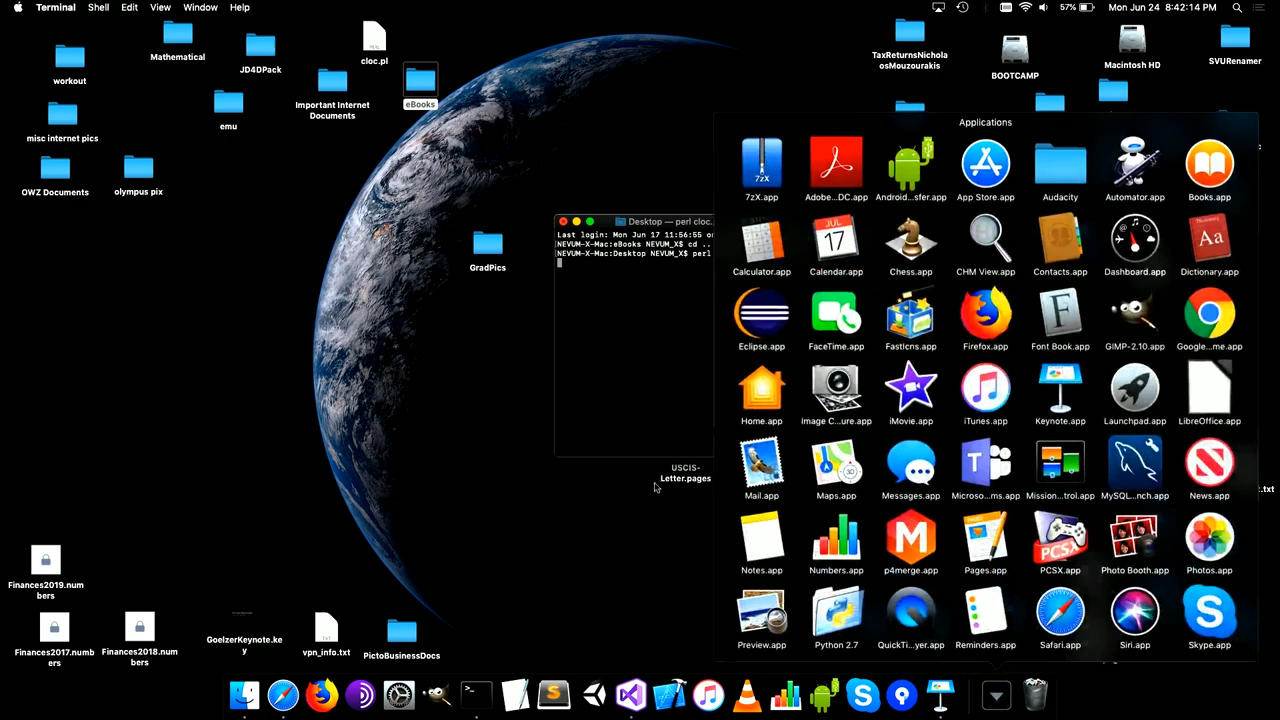 Terminal Shell Edit View Window Help
57% Mon Jun 24 8:42:14 PM
workout
Mathematical
JD4DPack
cloc.pl
Important Internet
Documents
eBooks
TaxReturnsNichola
osMouzourakis
BOOTCAMP
Macintosh HD
SVURenamer
misc internet pics
emu
OWZ Documents
olympus pix
GradPics
Desktop — perl cloc.
Last login: Mon Jun 17 11:56:55 on
[NEVUM-X-Mac:eBooks NEVUM_X$ cd ..
[NEVUM-X-Mac:Desktop NEVUM_X$ perl
USCIS-
Letter.pages
Applications
7zX.app
Adobe...DC.app
Android...sfer.app
App Store.app
Audacity
Automator.app
Books.app
Calculator.app
Calendar.app
Chess.app
CHM View.app
Contacts.app
Dashboard.app
Dictionary.app
Eclipse.app
FaceTime.app
FastIcns.app
Firefox.app
Font Book.app
GIMP-2.10.app
Google...me.app
Home.app
Image C...ure.app
iMovie.app
iTunes.app
Keynote.app
Launchpad.app
LibreOffice.app
Mail.app
Maps.app
Messages.app
Microso...ms.app
Mission...trol.app
MySQL...nch.app
News.app
Notes.app
Numbers.app
p4merge.app
Pages.app
PCSX.app
Photo Booth.app
Photos.app
Preview.app
Python 2.7
QuickTi...yer.app
Reminders.app
Safari.app
Siri.app
Skype.app
t.txt
Finances2019.num
bers
Finances2017.numb
ers
Finances2018.num
bers
GoelzerKeynote.ke
y
vpn_info.txt
PictoBusinessDocs